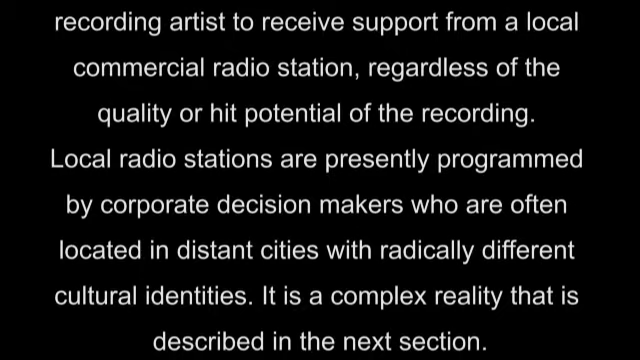 recording artist to receive support from a local
commercial radio station, regardless of the
quality or hit potential of the recording.
Local radio stations are presently programmed
by corporate decision makers who are often
located in distant cities with radically different
cultural identities. It is a complex reality that is
described in the next section.